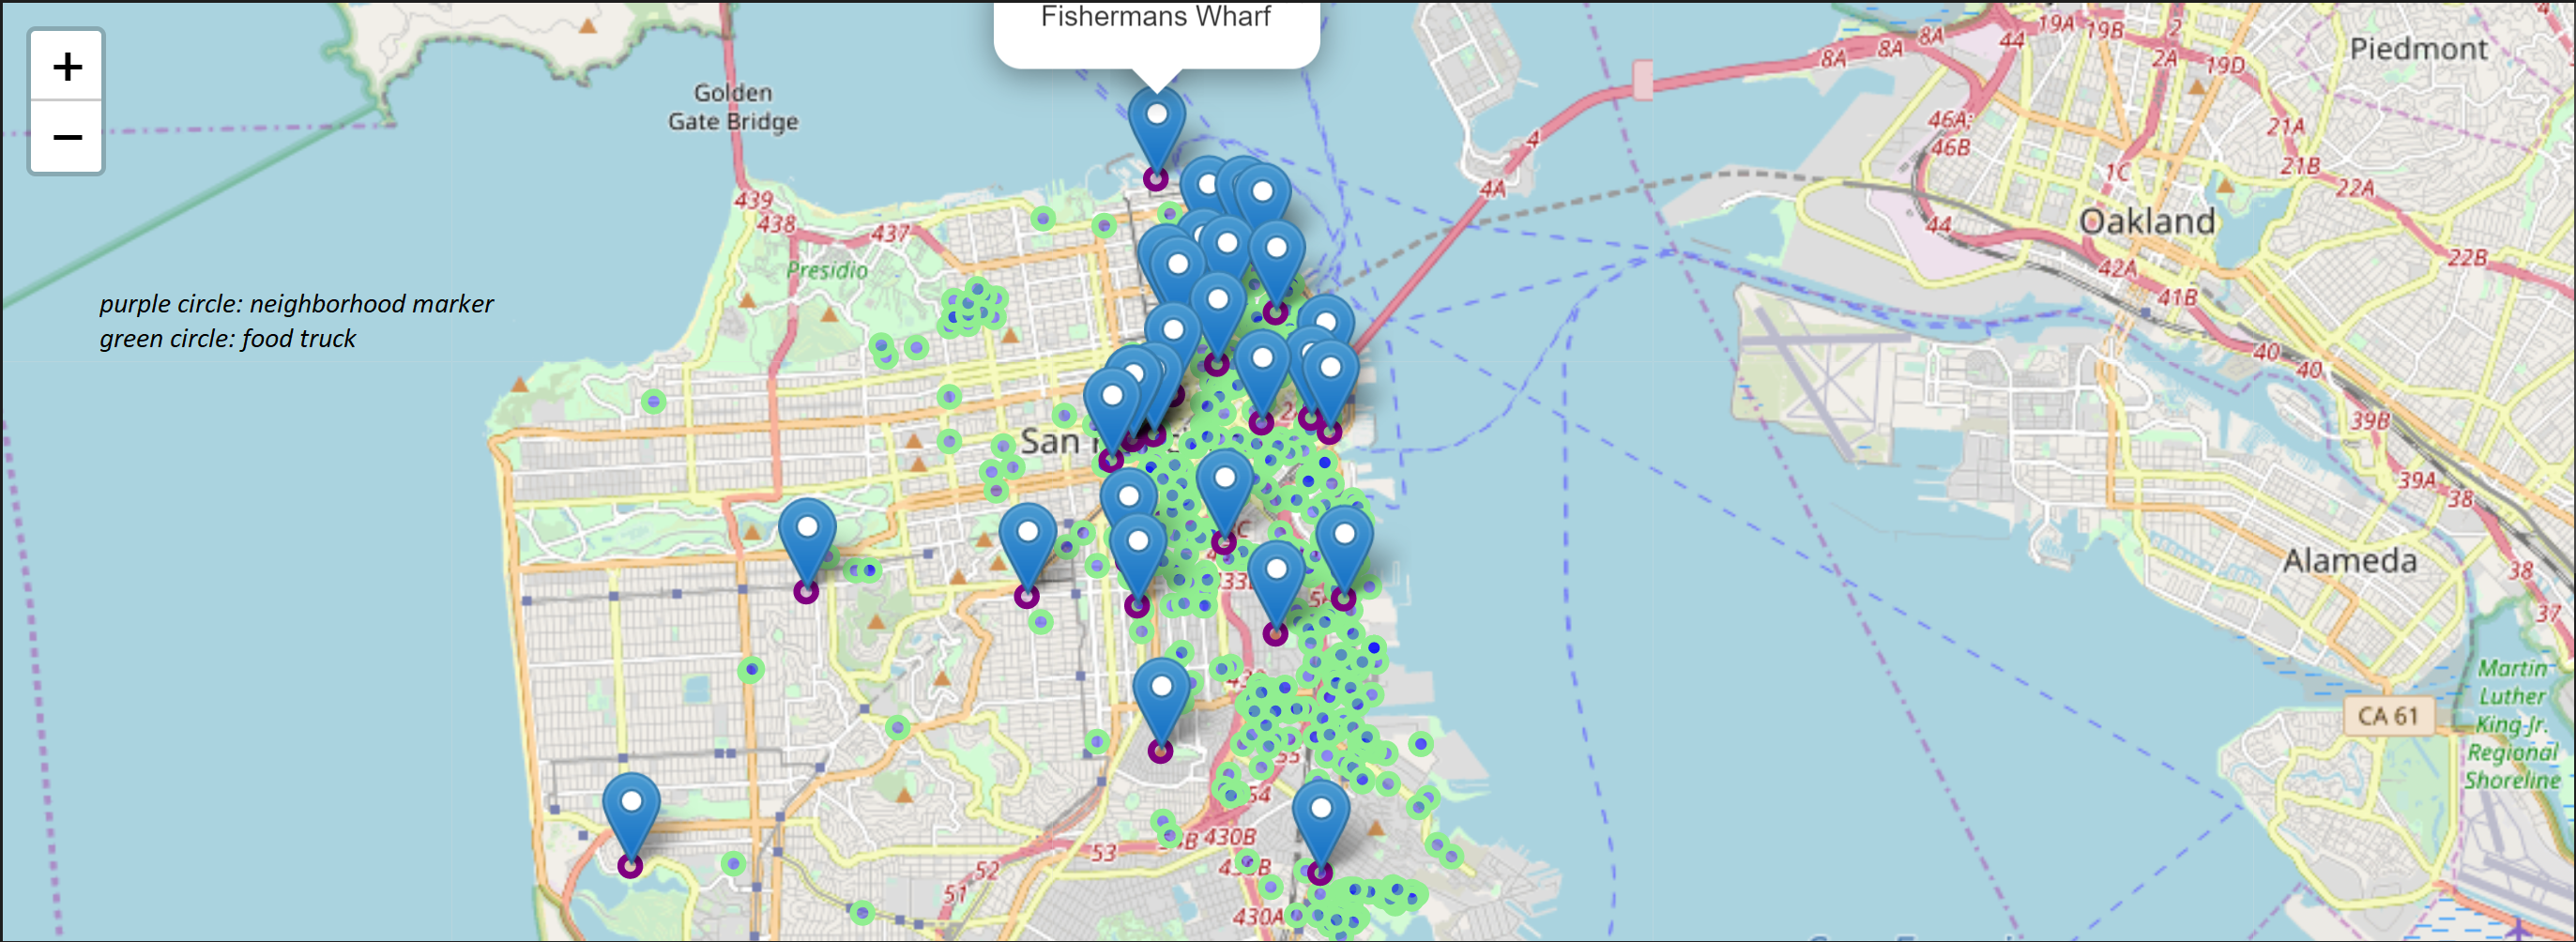 Fishermans Wharf
+
−
Golden
Gate Bridge
Piedmont
19A
19B
2
2A
19D
44
8A
8A
8A
4
4A
46A;
46B
21A
21B
1C
22A
22B
Oakland
44
42A
41B
40
40
39B
39A
38
38
37
439
438
437
Presidio
purple circle: neighborhood marker
green circle: food truck
San
Alameda
Martin
Luther
King-Jr.
Regional
Shoreline
CA 61
55
54
53
52
51
430B
430A